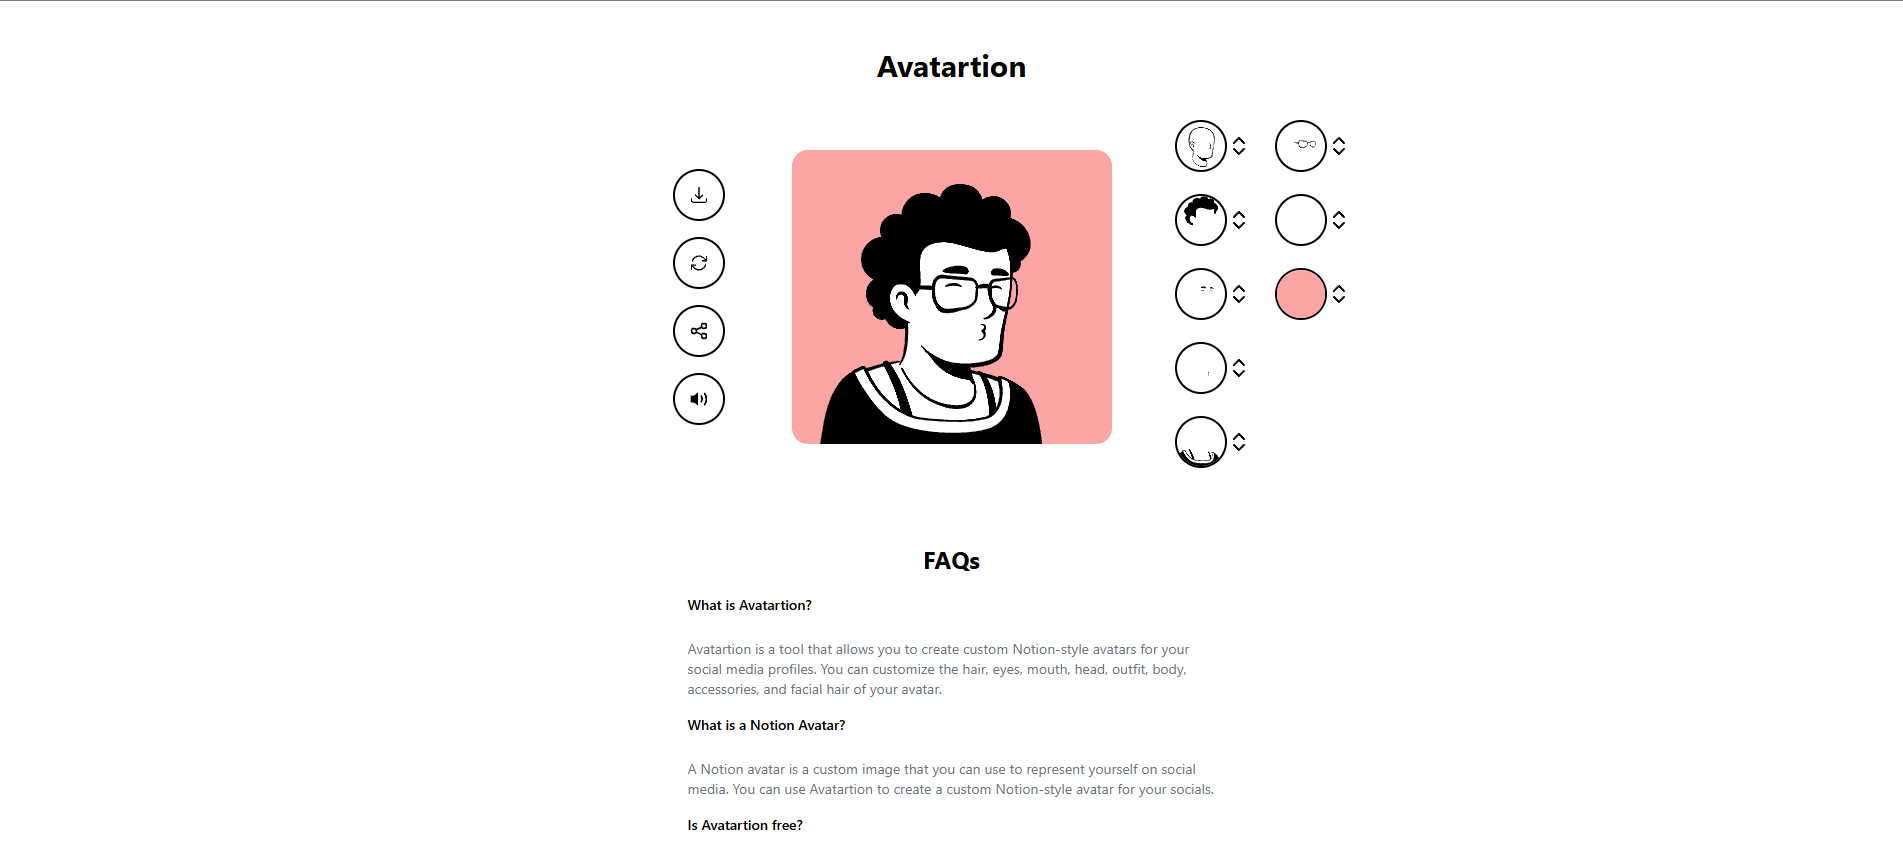 Avatartion
FAQs
What is Avatartion?
Avatartion is a tool that allows you to create custom Notion-style avatars for your
social media profiles. You can customize the hair, eyes, mouth, head, outfit, body,
accessories, and facial hair of your avatar.
What is a Notion Avatar?
A Notion avatar is a custom image that you can use to represent yourself on social
media. You can use Avatartion to create a custom Notion-style avatar for your socials.
Is Avatartion free?